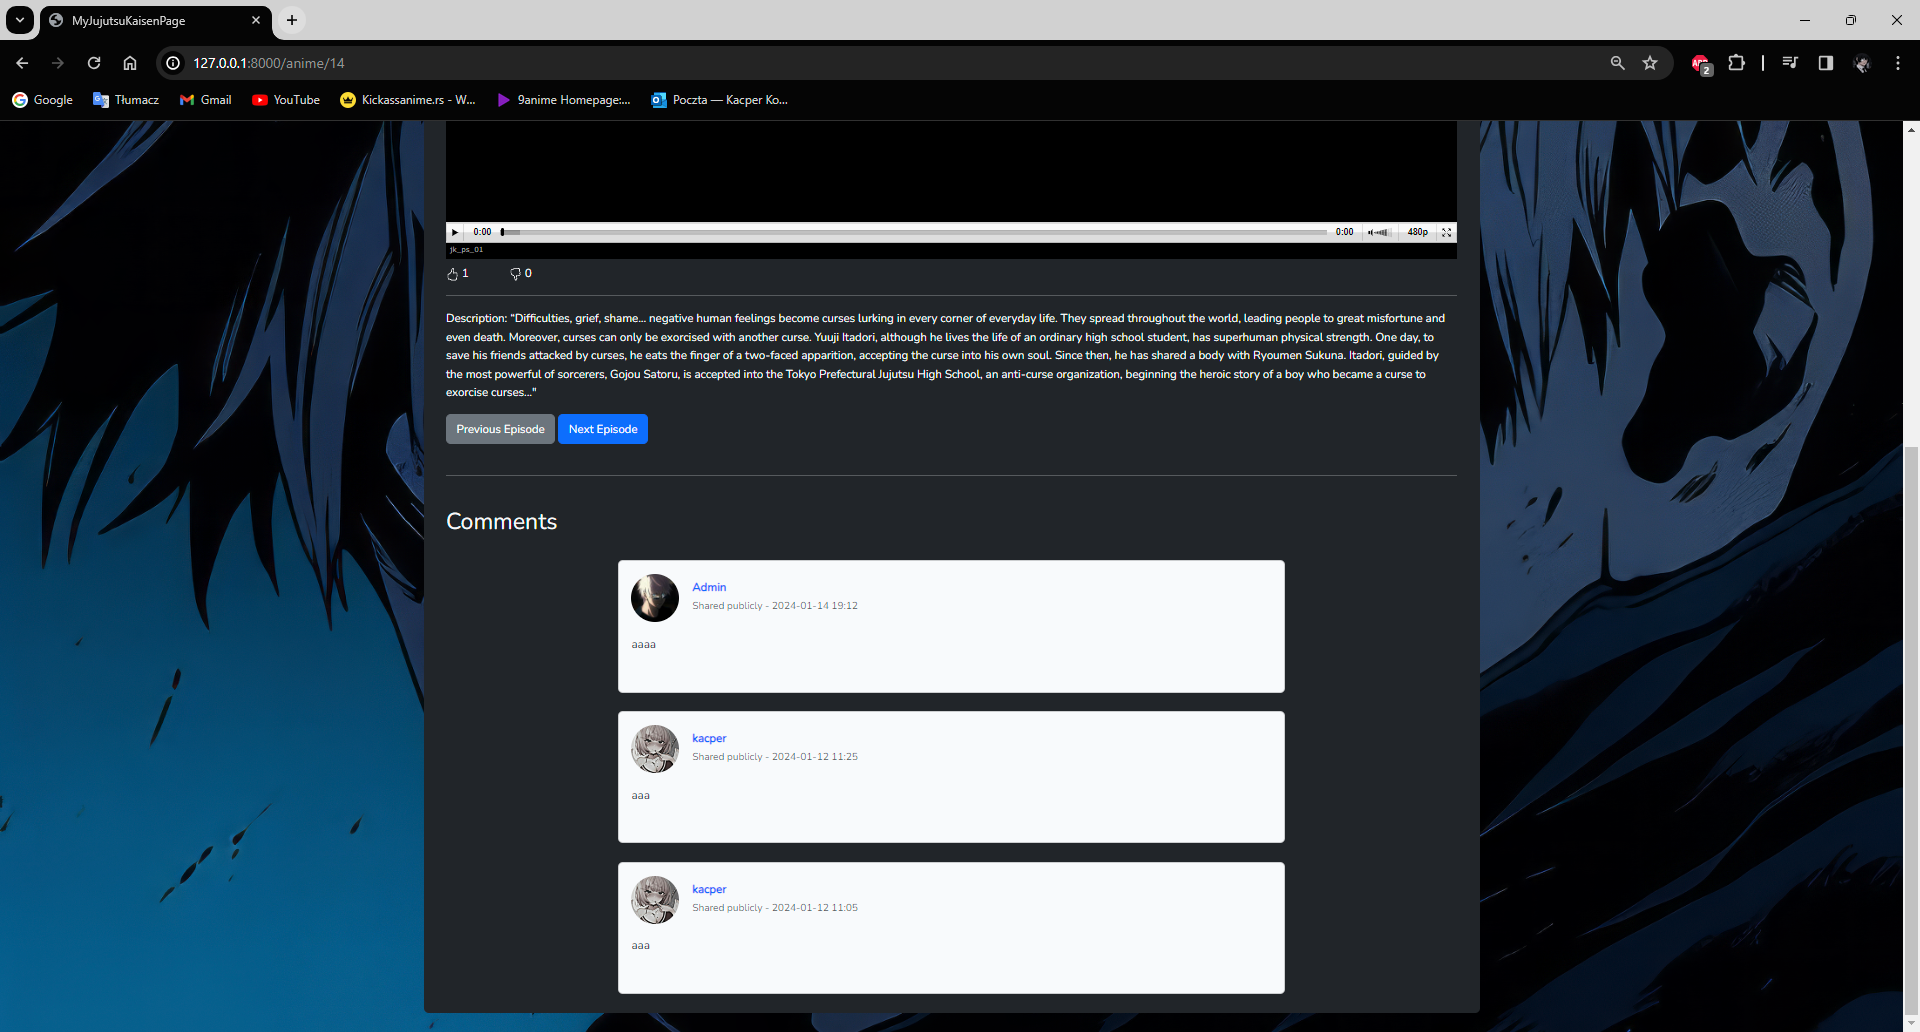 MyJujutsuKaisenPage
127.0.0.1:8000/anime/14
ABP 2
Google Tłumacz Gmail YouTube Kickassanime.rs - W... 9anime Homepage:... Poczta — Kacper Ko...
0:00 0:00 480p
jk_ps_01
1 0
Description: "Difficulties, grief, shame... negative human feelings become curses lurking in every corner of everyday life. They spread throughout the world, leading people to great misfortune and
even death. Moreover, curses can only be exorcised with another curse. Yuuji Itadori, although he lives the life of an ordinary high school student, has superhuman physical strength. One day, to
save his friends attacked by curses, he eats the finger of a two-faced apparition, accepting the curse into his own soul. Since then, he has shared a body with Ryoumen Sukuna. Itadori, guided by
the most powerful of sorcerers, Gojou Satoru, is accepted into the Tokyo Prefectural Jujutsu High School, an anti-curse organization, beginning the heroic story of a boy who became a curse to
exorcise curses..."
Previous Episode Next Episode
Comments
Admin
Shared publicly - 2024-01-14 19:12
aaaa
kacper
Shared publicly - 2024-01-12 11:25
aaa
kacper
Shared publicly - 2024-01-12 11:05
aaa